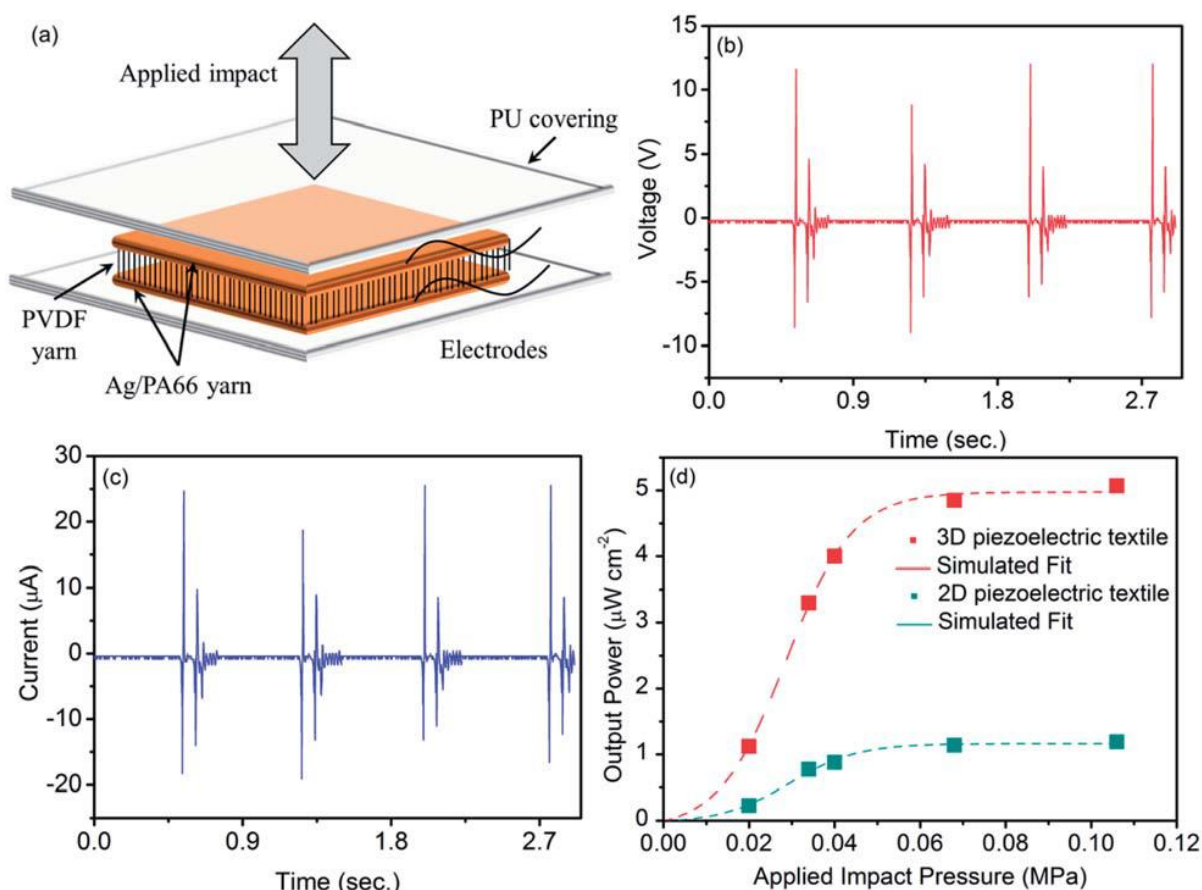 (a)
Applied impact
PU covering
PVDF
yarn
Ag/PA66 yarn
Electrodes
(b)
Voltage (V)
15
10
5
0
-5
-10
0.0 0.9 1.8 2.7
Time (sec.)
(c)
Current (μA)
30
20
10
0
-10
-20
0.0 0.9 1.8 2.7
Time (sec.)
(d)
Output Power (μW cm-2)
5
4
3
2
1
0
3D piezoelectric textile
Simulated Fit
2D piezoelectric textile
Simulated Fit
0.00 0.02 0.04 0.06 0.08 0.10 0.12
Applied Impact Pressure (MPa)